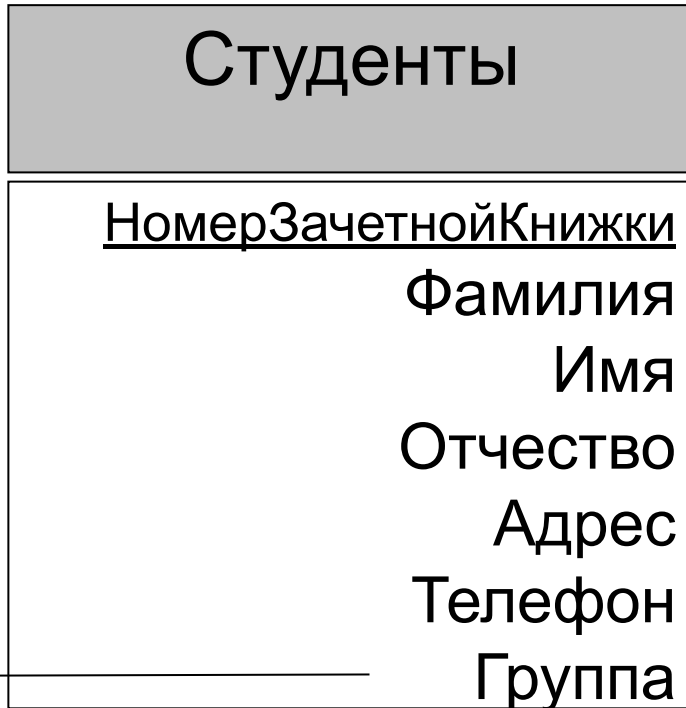 Студенты
НомерЗачетнойКнижки
Фамилия
Имя
Отчество
Адрес
Телефон
Группа